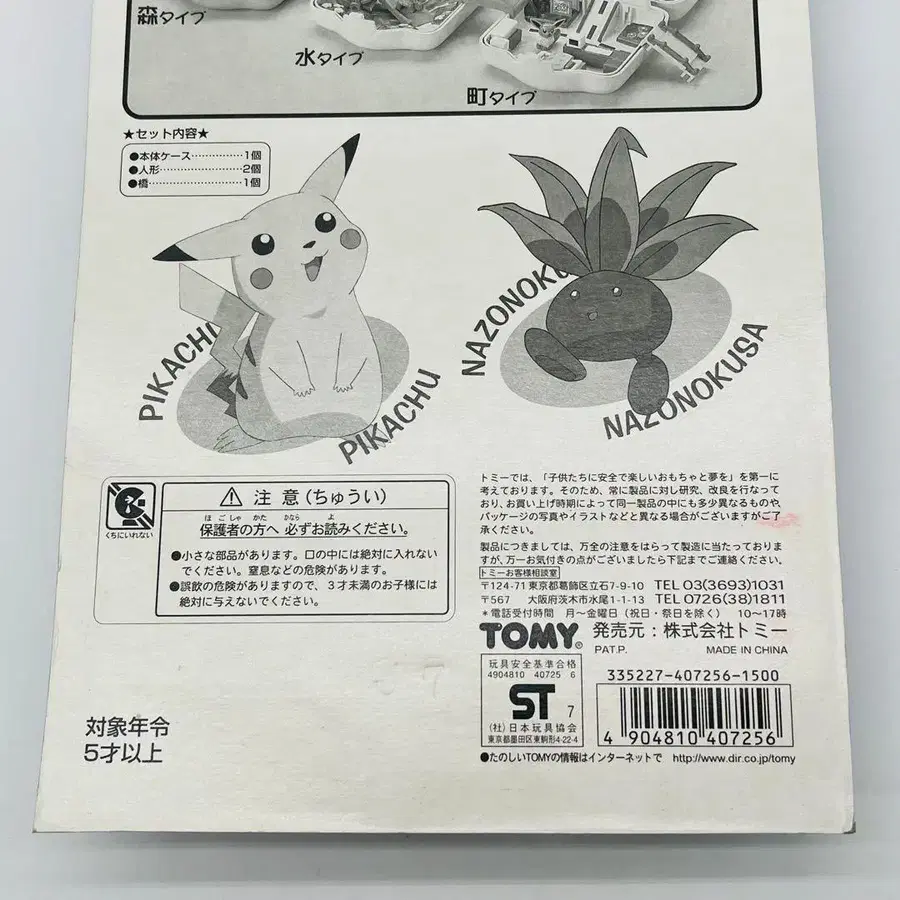 森タイプ
水タイプ
町タイプ
★セット内容★
●本体ケース…………1個
●人形………………2個
●橋…………………1個
PIKACHU
PIKACHU
NAZONOKUSA
NAZONOKUSA
くちにいれない
⚠ 注意(ちゅうい)
ほごしゃ かた かなら よ
保護者の方へ 必ずお読みください。
●小さな部品があります。口の中には絶対に入れない
でください。窒息などの危険があります。
●誤飲の危険がありますので、3才未満のお子様には
絶対に与えないでください。
対象年令
5才以上
トミーでは、「子供たちに安全で楽しいおもちゃと夢を」を第一に
考えております。そのため、常に製品に対し研究、改良を行なって
おり、お買い上げ時期によって同一製品の中にも多少異なるものや、
パッケージの写真やイラストなどと異なる場合がございますがご了
承ください。
製品につきましては、万全の注意をはらって製造に当たっておりま
すが、万一お気付きの点がございましたら下記までご連絡ください。
トミーお客様相談室
〒124-71 東京都葛飾区立石7-9-10 TEL 03(3693)1031
〒567 大阪府茨木市水尾1-1-13 TEL 0726(38)1811
*電話受付時間 月～金曜日(祝日・祭日を除く) 10～17時
TOMY® 発売元：株式会社トミー
PAT.P. MADE IN CHINA
玩具安全基準合格
4904810 40725 6
ST 7
(社)日本玩具協会
東京都墨田区東駒形4-22-4
335227-407256-1500
4 904810 407256
●たのしいTOMYの情報はインターネットで http://www.dir.co.jp/tomy